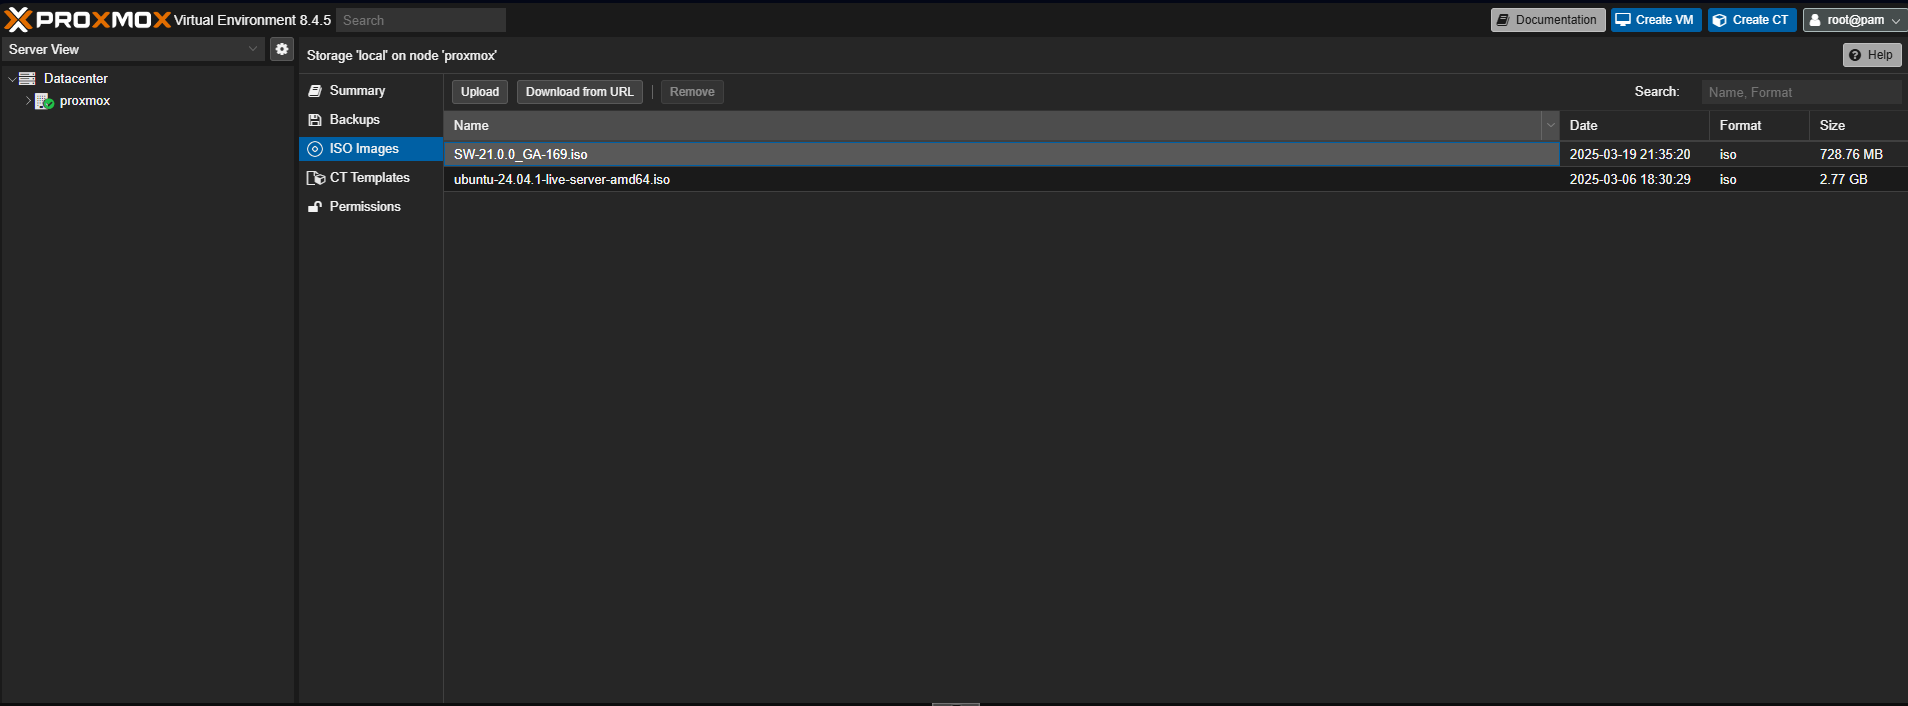 PROXMOX Virtual Environment 8.4.5 Search Documentation Create VM Create CT root@pam
Server View
Storage 'local' on node 'proxmox' Help
Datacenter
proxmox
Summary
Backups
ISO Images
CT Templates
Permissions
Upload Download from URL Remove Search: Name, Format
Name Date Format Size
SW-21.0.0_GA-169.iso 2025-03-19 21:35:20 iso 728.76 MB
ubuntu-24.04.1-live-server-amd64.iso 2025-03-06 18:30:29 iso 2.77 GB